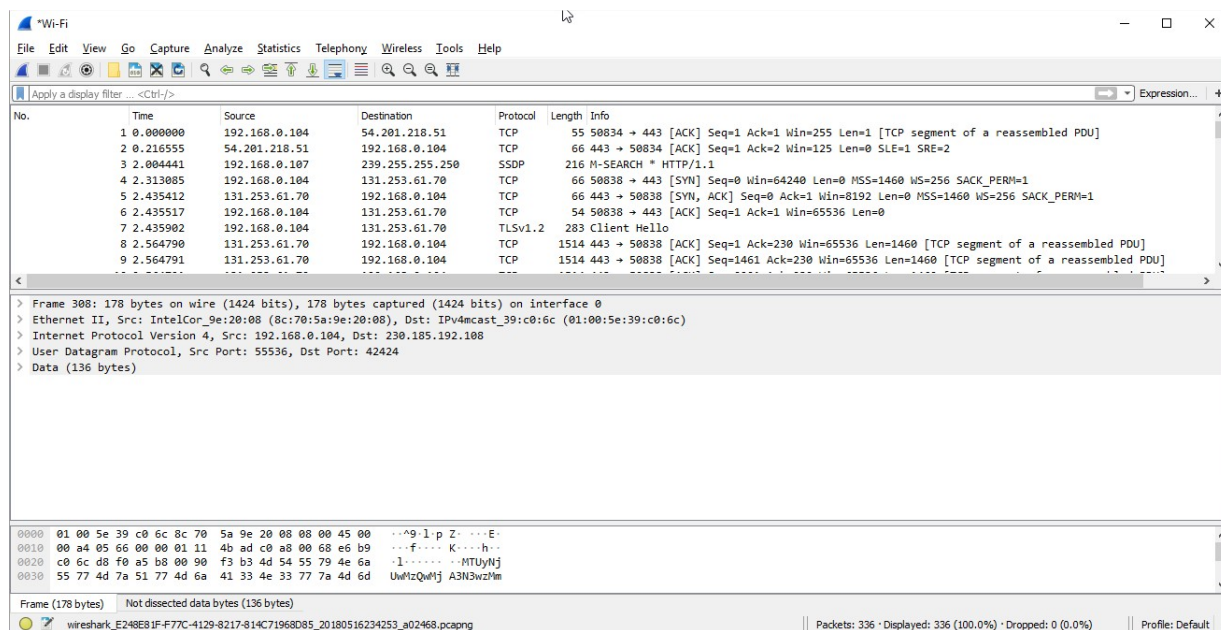 *Wi-Fi
File Edit View Go Capture Analyze Statistics Telephony Wireless Tools Help
Apply a display filter ... <Ctrl-/> Expression... +
No. Time Source Destination Protocol Length Info
1 0.000000 192.168.0.104 54.201.218.51 TCP 55 50834 → 443 [ACK] Seq=1 Ack=1 Win=255 Len=1 [TCP segment of a reassembled PDU]
2 0.216555 54.201.218.51 192.168.0.104 TCP 66 443 → 50834 [ACK] Seq=1 Ack=2 Win=125 Len=0 SLE=1 SRE=2
3 2.004441 192.168.0.107 239.255.255.250 SSDP 216 M-SEARCH * HTTP/1.1
4 2.313085 192.168.0.104 131.253.61.70 TCP 66 50838 → 443 [SYN] Seq=0 Win=64240 Len=0 MSS=1460 WS=256 SACK_PERM=1
5 2.435412 131.253.61.70 192.168.0.104 TCP 66 443 → 50838 [SYN, ACK] Seq=0 Ack=1 Win=8192 Len=0 MSS=1460 WS=256 SACK_PERM=1
6 2.435517 192.168.0.104 131.253.61.70 TCP 54 50838 → 443 [ACK] Seq=1 Ack=1 Win=65536 Len=0
7 2.435902 192.168.0.104 131.253.61.70 TLSv1.2 283 Client Hello
8 2.564790 131.253.61.70 192.168.0.104 TCP 1514 443 → 50838 [ACK] Seq=1 Ack=230 Win=65536 Len=1460 [TCP segment of a reassembled PDU]
9 2.564791 131.253.61.70 192.168.0.104 TCP 1514 443 → 50838 [ACK] Seq=1461 Ack=230 Win=65536 Len=1460 [TCP segment of a reassembled PDU]
> Frame 308: 178 bytes on wire (1424 bits), 178 bytes captured (1424 bits) on interface 0
> Ethernet II, Src: IntelCor_9e:20:08 (8c:70:5a:9e:20:08), Dst: IPv4mcast_39:c0:6c (01:00:5e:39:c0:6c)
> Internet Protocol Version 4, Src: 192.168.0.104, Dst: 230.185.192.108
> User Datagram Protocol, Src Port: 55536, Dst Port: 42424
> Data (136 bytes)
0000 01 00 5e 39 c0 6c 8c 70 5a 9e 20 08 08 00 45 00 ··^9·l·p Z· ···E·
0010 00 a4 05 66 00 00 01 11 4b ad c0 a8 00 68 e6 b9 ···f···· K····h··
0020 c0 6c d8 f0 a5 b8 00 90 f3 b3 4d 54 55 79 4e 6a ·l······ ··MTUyNj
0030 55 77 4d 7a 51 77 4d 6a 41 33 4e 33 77 7a 4d 6d UwMzQwMj A3N3wzMm
Frame (178 bytes) Not dissected data bytes (136 bytes)
wireshark_E248E81F-F77C-4129-8217-814C71968D85_20180516234253_a02468.pcapng Packets: 336 · Displayed: 336 (100.0%) · Dropped: 0 (0.0%) Profile: Default